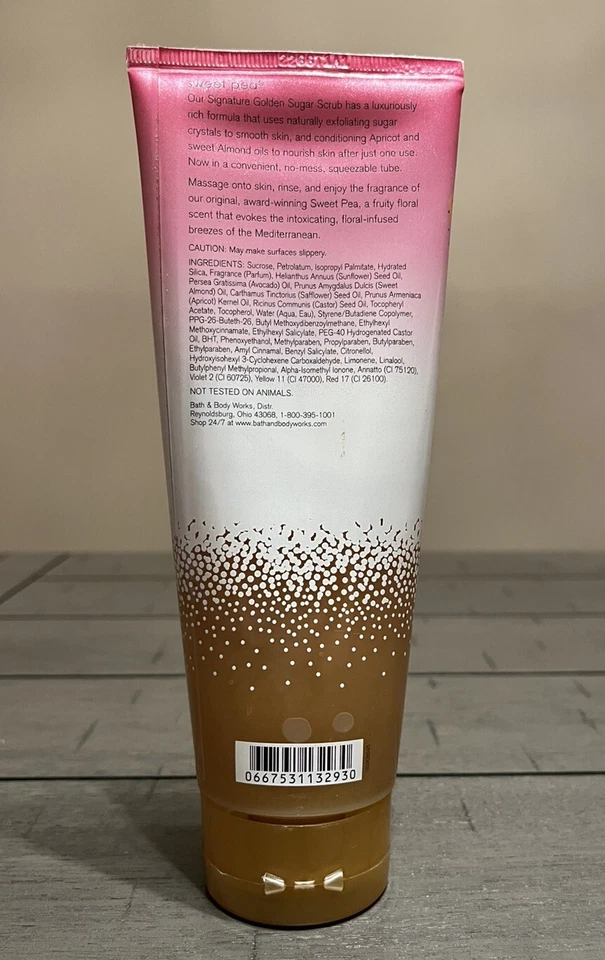 sweet pea®
Our Signature Golden Sugar Scrub has a luxuriously
rich formula that uses naturally exfoliating sugar
crystals to smooth skin, and conditioning Apricot and
sweet Almond oils to nourish skin after just one use.
Now in a convenient, no-mess, squeezable tube.
Massage onto skin, rinse, and enjoy the fragrance of
our original, award-winning Sweet Pea, a fruity floral
scent that evokes the intoxicating, floral-infused
breezes of the Mediterranean.
CAUTION: May make surfaces slippery.
INGREDIENTS: Sucrose, Petrolatum, Isopropyl Palmitate, Hydrated
Silica, Fragrance (Parfum), Helianthus Annuus (Sunflower) Seed Oil,
Persea Gratissima (Avocado) Oil, Prunus Amygdalus Dulcis (Sweet
Almond) Oil, Carthamus Tinctorius (Safflower) Seed Oil, Prunus Armeniaca
(Apricot) Kernel Oil, Ricinus Communis (Castor) Seed Oil, Tocopheryl
Acetate, Tocopherol, Water (Aqua, Eau), Styrene/Butadiene Copolymer,
PPG-26-Buteth-26, Butyl Methoxydibenzoylmethane, Ethylhexyl
Methoxycinnamate, Ethylhexyl Salicylate, PEG-40 Hydrogenated Castor
Oil, BHT, Phenoxyethanol, Methylparaben, Propylparaben, Butylparaben,
Ethylparaben, Amyl Cinnamal, Benzyl Salicylate, Citronellol,
Hydroxyisohexyl 3-Cyclohexene Carboxaldehyde, Limonene, Linalool,
Butylphenyl Methylpropional, Alpha-Isomethyl Ionone, Annatto (CI 75120),
Violet 2 (CI 60725), Yellow 11 (CI 47000), Red 17 (CI 26100).
NOT TESTED ON ANIMALS.
Bath & Body Works, Distr.
Reynoldsburg, Ohio 43068, 1-800-395-1001
Shop 24/7 at www.bathandbodyworks.com
0667531132930